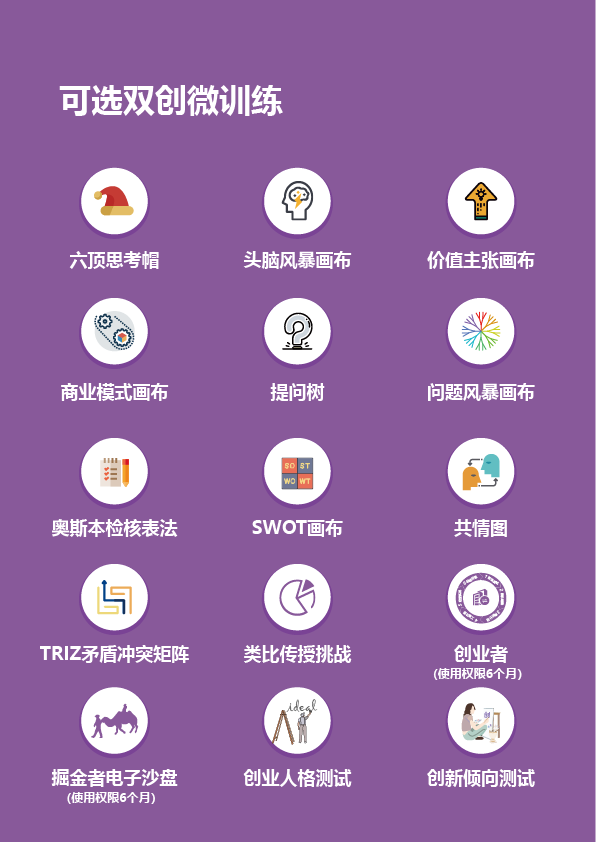 可选双创微训练
六顶思考帽
头脑风暴画布
价值主张画布
商业模式画布
提问树
问题风暴画布
SO ST
WO WT
奥斯本检核表法
SWOT画布
共情图
TRIZ矛盾冲突矩阵
类比传授挑战
创业者
(使用权限6个月)
ideal
掘金者电子沙盘
(使用权限6个月)
创业人格测试
创新倾向测试